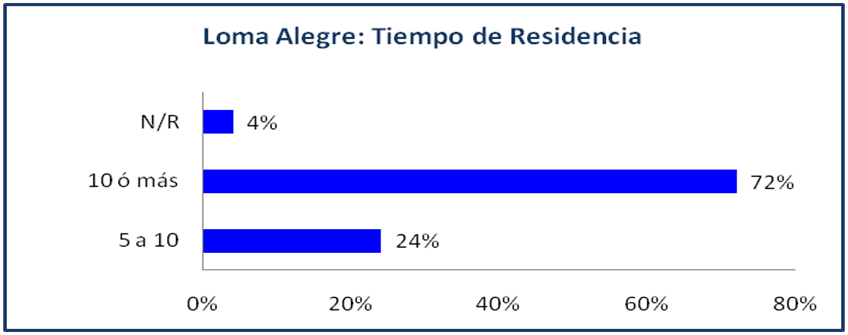 Loma Alegre: Tiempo de Residencia
N/R 4%
10 ó más 72%
5 a 10 24%
0% 20% 40% 60% 80%